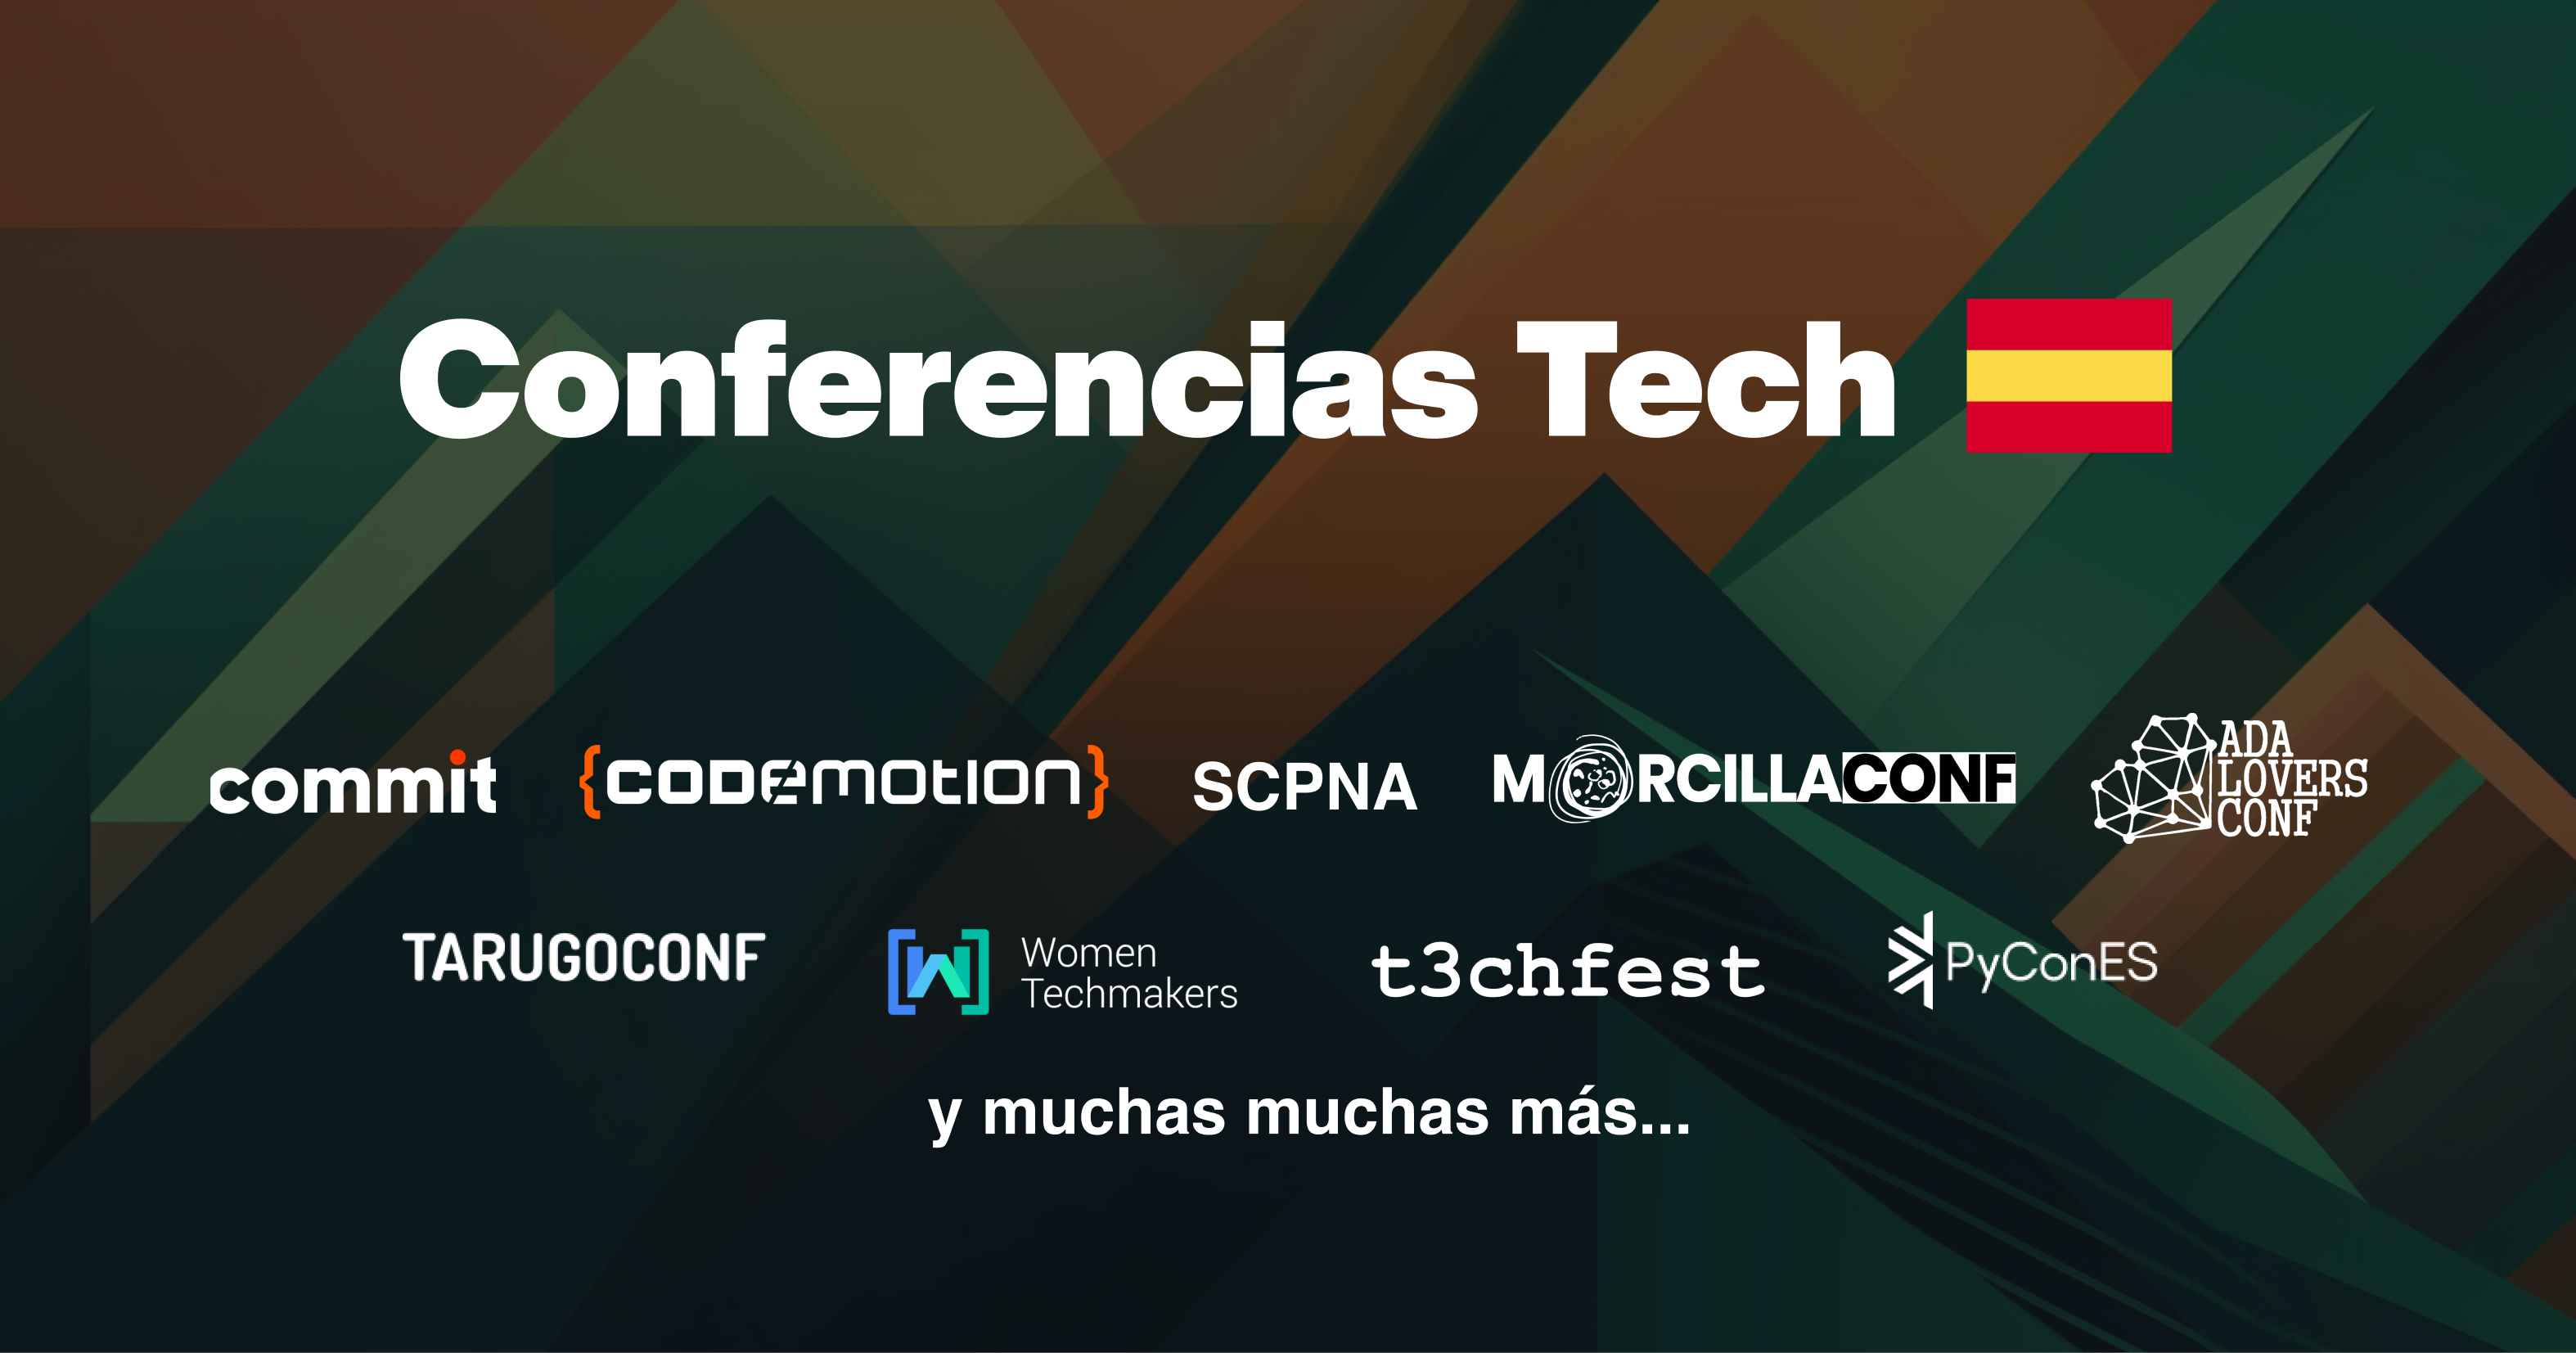 Conferencias Tech
commit
{CODEMOTION}
SCPNA
MORCILLACONF
ADA
LOVERS
CONF
TARUGOCONF
Women
Techmakers
t3chfest
PyConES
y muchas muchas más...